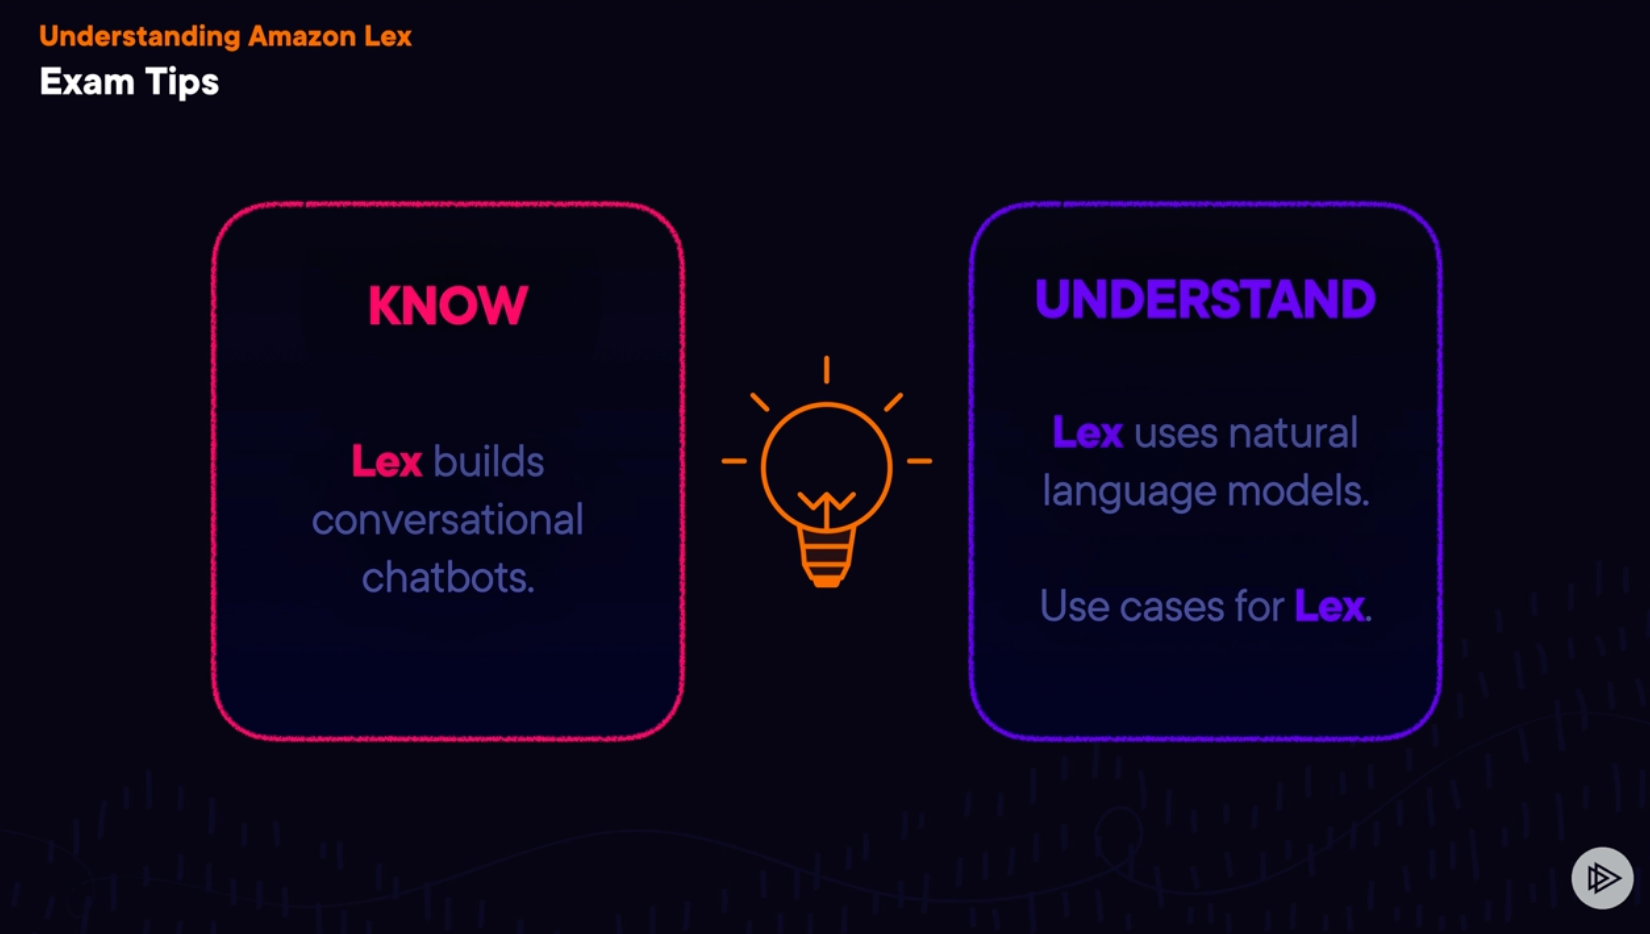 Understanding Amazon Lex
Exam Tips
KNOW
Lex builds
conversational
chatbots.
UNDERSTAND
Lex uses natural
language models.
Use cases for Lex.